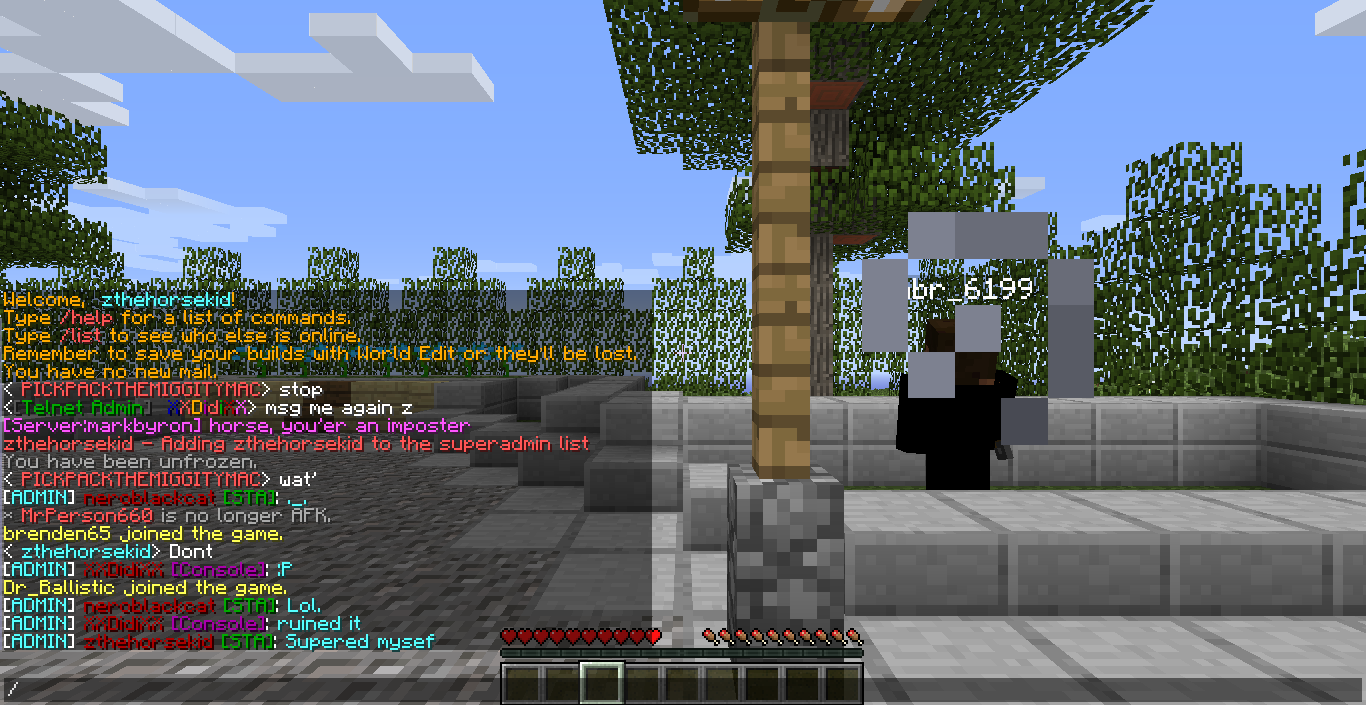 Welcome, zthehorsekid!
Type /help for a list of commands.
Type /list to see who else is online.
Remember to save your builds with World Edit or they'll be lost.
You have no new mail.
< PICKPACKTHEMIGGITYMAC> stop
<[Telnet Admin] XXDidiXX> msg me again z
[Server:markbyron] horse, you'er an imposter
zthehorsekid - Adding zthehorsekid to the superadmin list
You have been unfrozen.
< PICKPACKTHEMIGGITYMAC> wat'
[ADMIN] neroblackcat [STA]: ._.
* MrPerson660 is no longer AFK.
brenden65 joined the game.
< zthehorsekid> Dont
[ADMIN] XXDidiXX [Console]: :P
Dr_Ballistic joined the game.
[ADMIN] neroblackcat [STA]: Lol.
[ADMIN] XXDidiXX [Console]: ruined it
[ADMIN] zthehorsekid [STA]: Supered mysef
/
br_6199